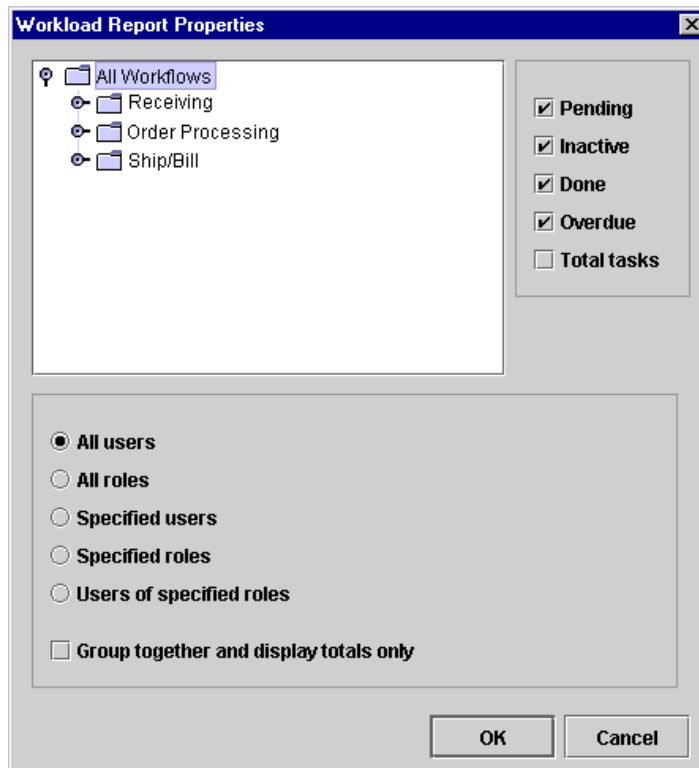 Workload Report Properties
All Workflows
Receiving
Order Processing
Ship/Bill
Pending
Inactive
Done
Overdue
Total tasks
All users
All roles
Specified users
Specified roles
Users of specified roles
Group together and display totals only
OK
Cancel